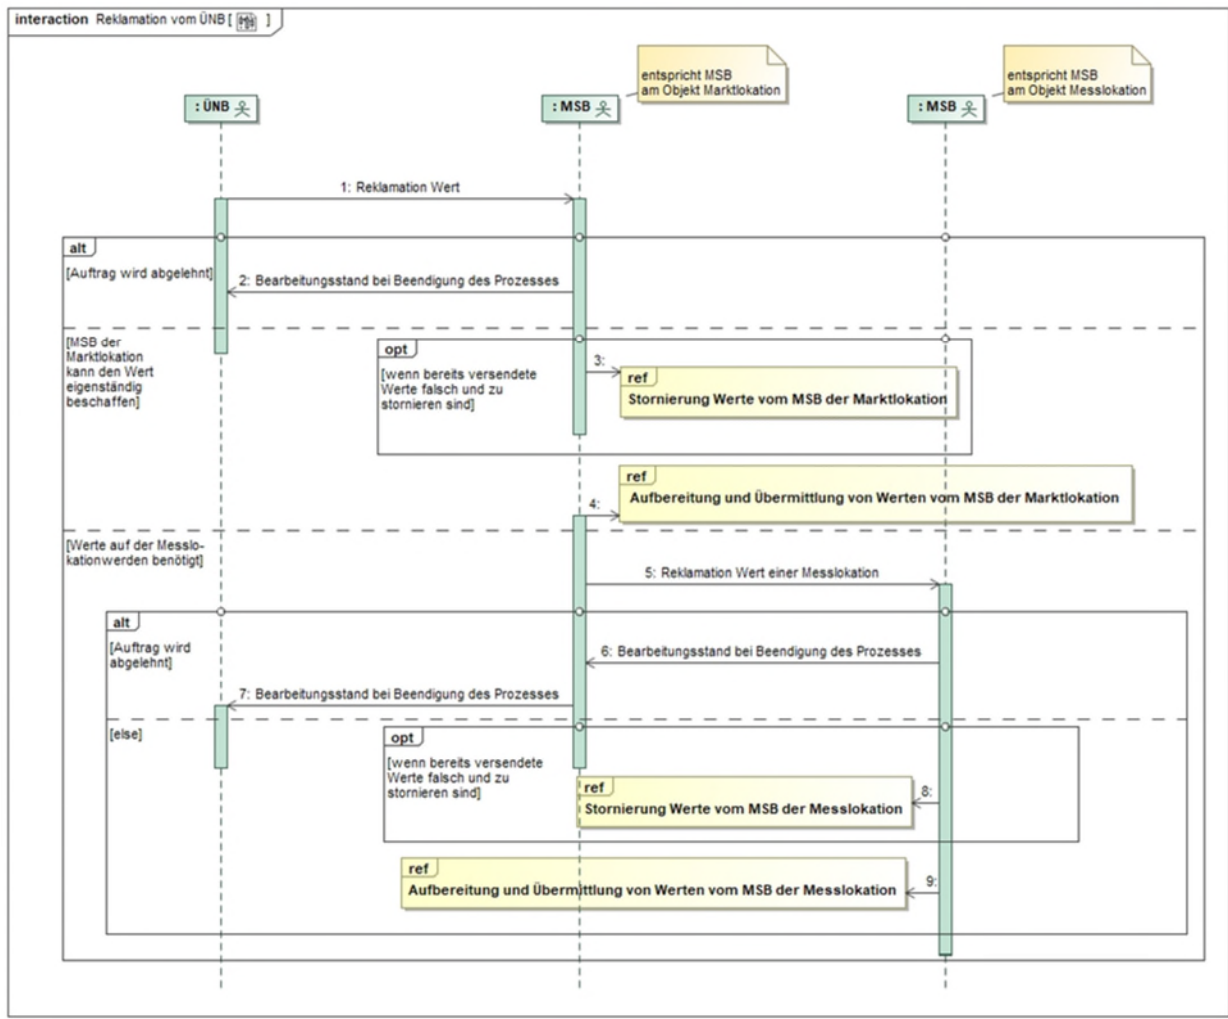 interaction Reklamation vom ÜNB [ ]
entspricht MSB
am Objekt Marktlokation
entspricht MSB
am Objekt Messlokation
: ÜNB
: MSB
: MSB
1: Reklamation Wert
alt
[Auftrag wird abgelehnt]
2: Bearbeitungsstand bei Beendigung des Prozesses
[MSB der
Marktlokation
kann den Wert
eigenständig
beschaffen]
opt
[wenn bereits versendete
Werte falsch und zu
stornieren sind]
3:
ref
Stornierung Werte vom MSB der Marktlokation
ref
Aufbereitung und Übermittlung von Werten vom MSB der Marktlokation
4:
[Werte auf der Messlo-
kationwerden benötigt]
5: Reklamation Wert einer Messlokation
alt
[Auftrag wird
abgelehnt]
6: Bearbeitungsstand bei Beendigung des Prozesses
7: Bearbeitungsstand bei Beendigung des Prozesses
[else]
opt
[wenn bereits versendete
Werte falsch und zu
stornieren sind]
ref
Stornierung Werte vom MSB der Messlokation
8:
ref
Aufbereitung und Übermittlung von Werten vom MSB der Messlokation
9: